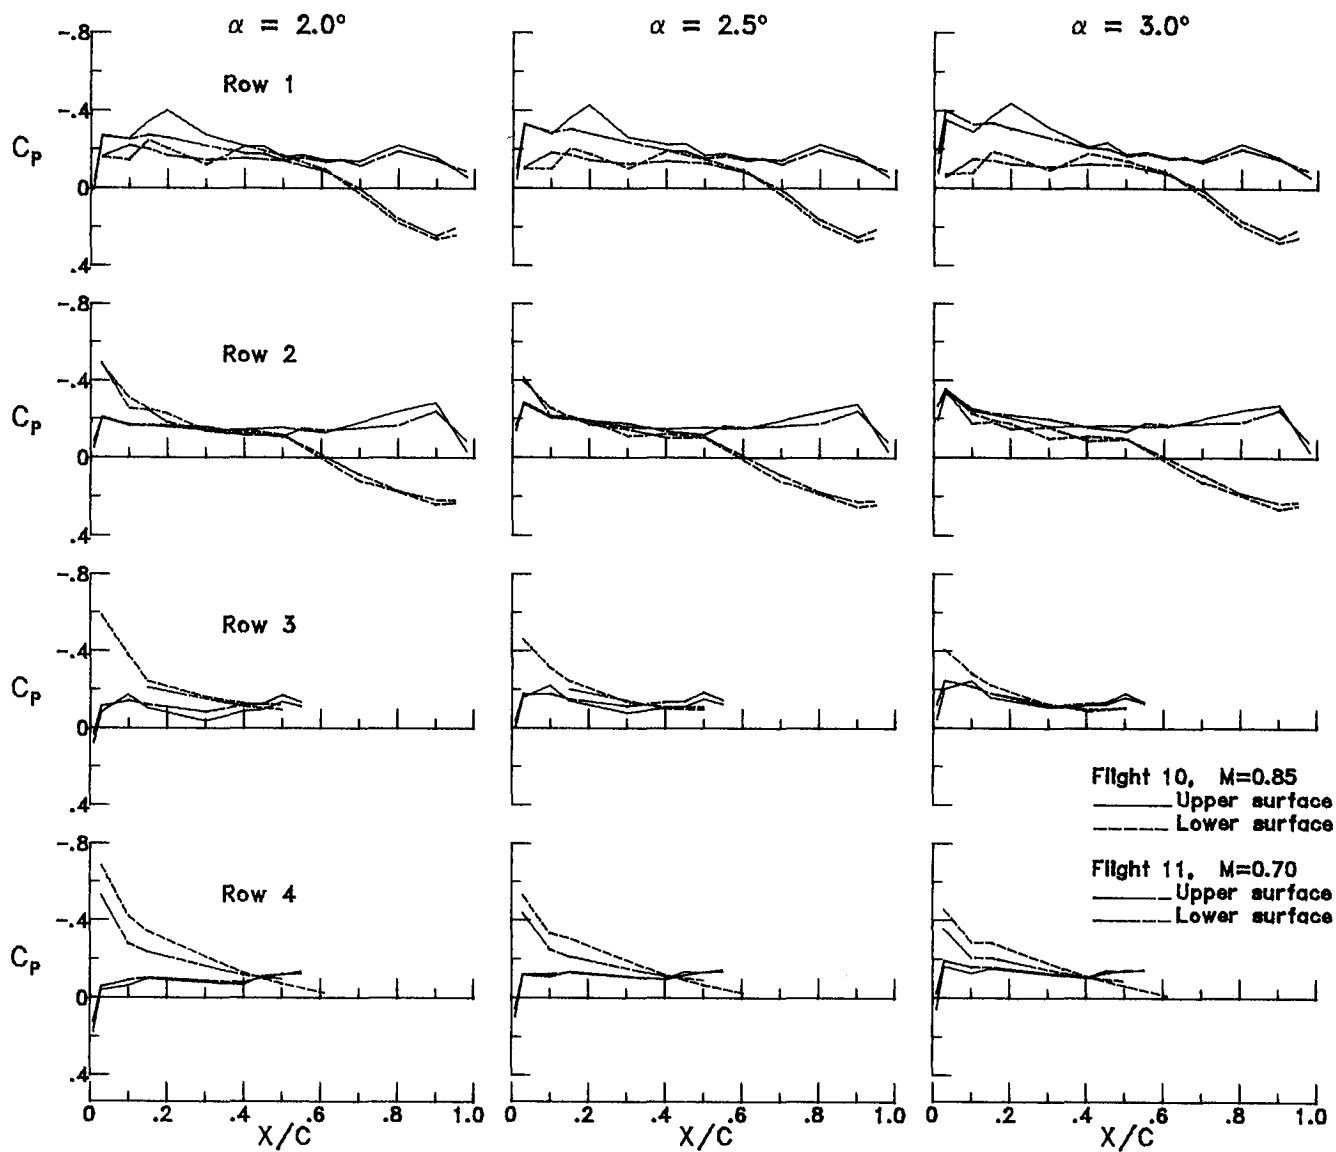 α = 2.0° α = 2.5° α = 3.0°
-.8
Row 1
-.4
Cp
0
.4
-.8
Row 2
-.4
Cp
0
.4
-.8
Row 3
-.4
Cp
0
.4
Flight 10, M=0.85
Upper surface
Lower surface
-.8
Flight 11, M=0.70
Row 4
Upper surface
-.4
Lower surface
Cp
0
.4
0 .2 .4 .6 .8 1.0 0 .2 .4 .6 .8 1.0 0 .2 .4 .6 .8 1.0
X/C X/C X/C